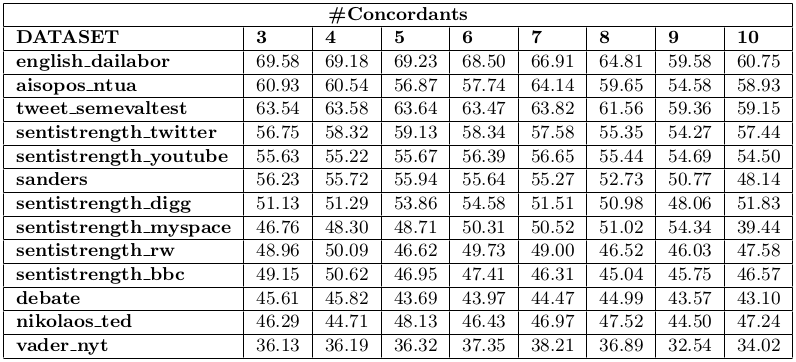 #Concordants
DATASET 3 4 5 6 7 8 9 10
english_dailabor 69.58 69.18 69.23 68.50 66.91 64.81 59.58 60.75
aisopos_ntua 60.93 60.54 56.87 57.74 64.14 59.65 54.58 58.93
tweet_semevaltest 63.54 63.58 63.64 63.47 63.82 61.56 59.36 59.15
sentistrength_twitter 56.75 58.32 59.13 58.34 57.58 55.35 54.27 57.44
sentistrength_youtube 55.63 55.22 55.67 56.39 56.65 55.44 54.69 54.50
sanders 56.23 55.72 55.94 55.64 55.27 52.73 50.77 48.14
sentistrength_digg 51.13 51.29 53.86 54.58 51.51 50.98 48.06 51.83
sentistrength_myspace 46.76 48.30 48.71 50.31 50.52 51.02 54.34 39.44
sentistrength_rw 48.96 50.09 46.62 49.73 49.00 46.52 46.03 47.58
sentistrength_bbc 49.15 50.62 46.95 47.41 46.31 45.04 45.75 46.57
debate 45.61 45.82 43.69 43.97 44.47 44.99 43.57 43.10
nikolaos_ted 46.29 44.71 48.13 46.43 46.97 47.52 44.50 47.24
vader_nyt 36.13 36.19 36.32 37.35 38.21 36.89 32.54 34.02